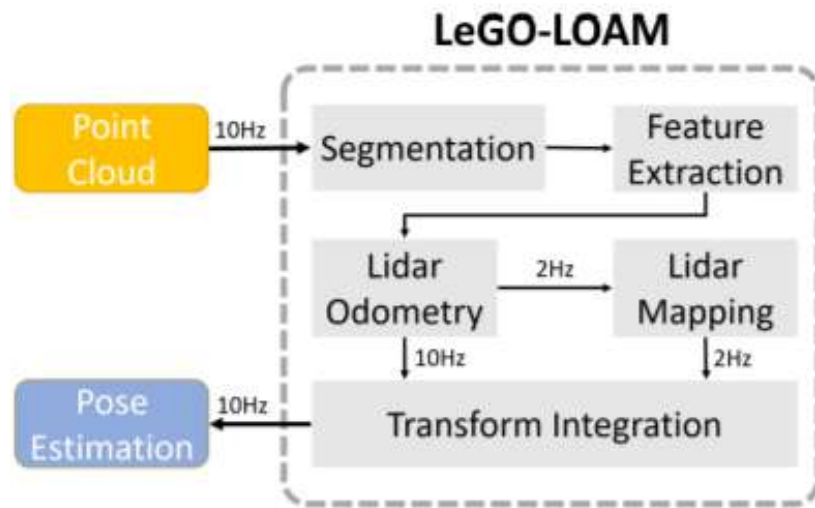 LeGO-LOAM
Point
Cloud
10Hz
Segmentation
Feature
Extraction
Lidar
Odometry
2Hz
Lidar
Mapping
10Hz
2Hz
Pose
Estimation
10Hz
Transform Integration